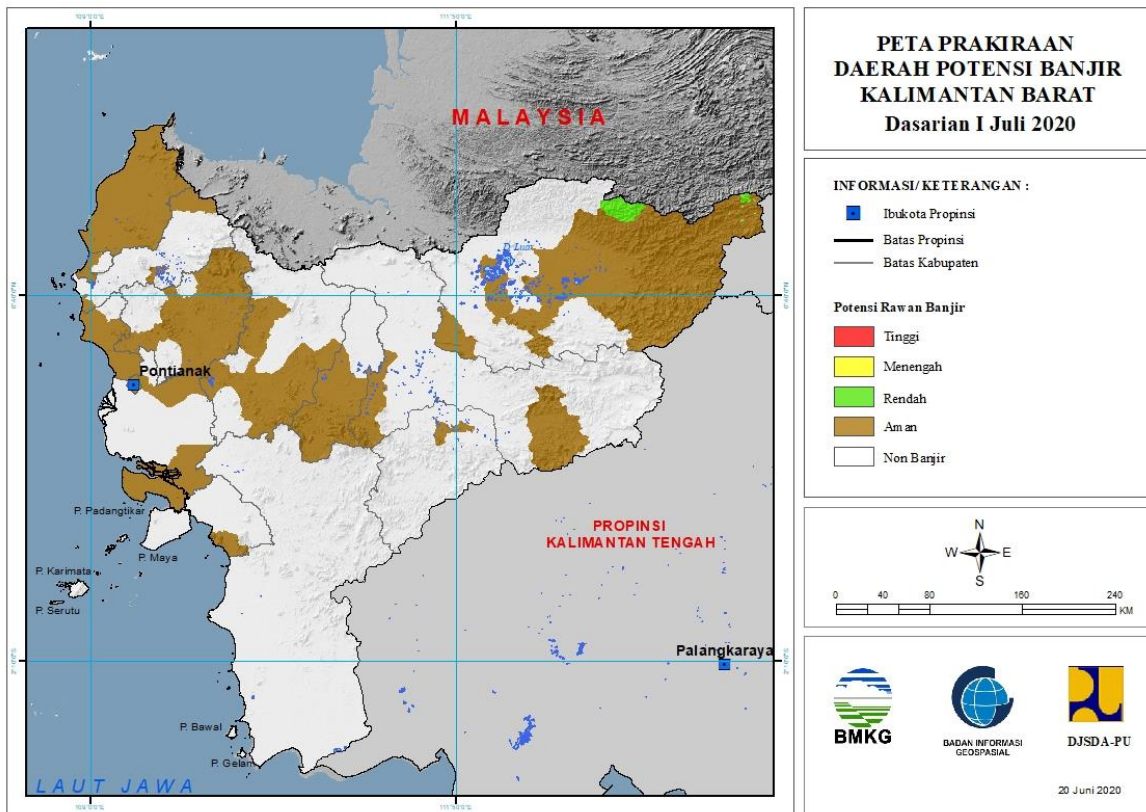 PETA PRAKIRAAN
DAERAH POTENSI BANJIR
KALIMANTAN BARAT
Dasarian I Juli 2020
INFORMASI/KETERANGAN :
Ibukota Propinsi
Batas Propinsi
Batas Kabupaten
Potensi Rawan Banjir
Tinggi
Menengah
Rendah
Aman
Non Banjir
N
W E
S
0 40 80 160 240
KM
BMKG
BADAN INFORMASI
GEOSPASIAL
DJSDA-PU
20 Juni 2020
MALAYSIA
Pontianak
P. Padangtikar
P. Maya
P. Karimata
P. Serutu
PROPINSI
KALIMANTAN TENGAH
Palangkaraya
P. Bawal
P. Gelam
LAUT JAWA